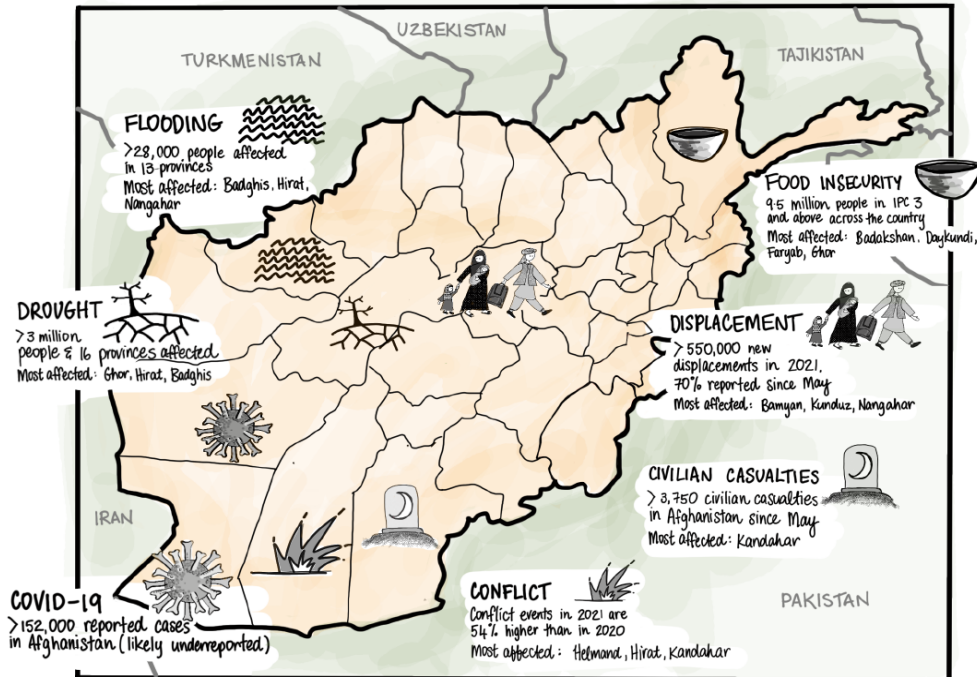 UZBEKISTAN
TURKMENISTAN
TAJIKISTAN
FLOODING
>28,000 people affected
in 13 provinces
Most affected: Badghis, Hirat,
Nangahar
FOOD INSECURITY
9.5 million people in IPC 3
and above across the country
Most affected: Badakshan, Daykundi,
Faryab, Ghor
DROUGHT
>3 million
people & 16 provinces affected
Most affected: Ghor, Hirat, Badghis
DISPLACEMENT
>550,000 new
displacements in 2021,
70% reported since May
Most affected: Bamyan, Kunduz, Nangahar
CIVILIAN CASUALTIES
>3,750 civilian casualties
in Afghanistan since May
Most affected: Kandahar
IRAN
COVID-19
>152,000 reported cases
in Afghanistan (likely underreported)
CONFLICT
Conflict events in 2021 are
54% higher than in 2020
Most affected: Helmand, Hirat, Kandahar
PAKISTAN